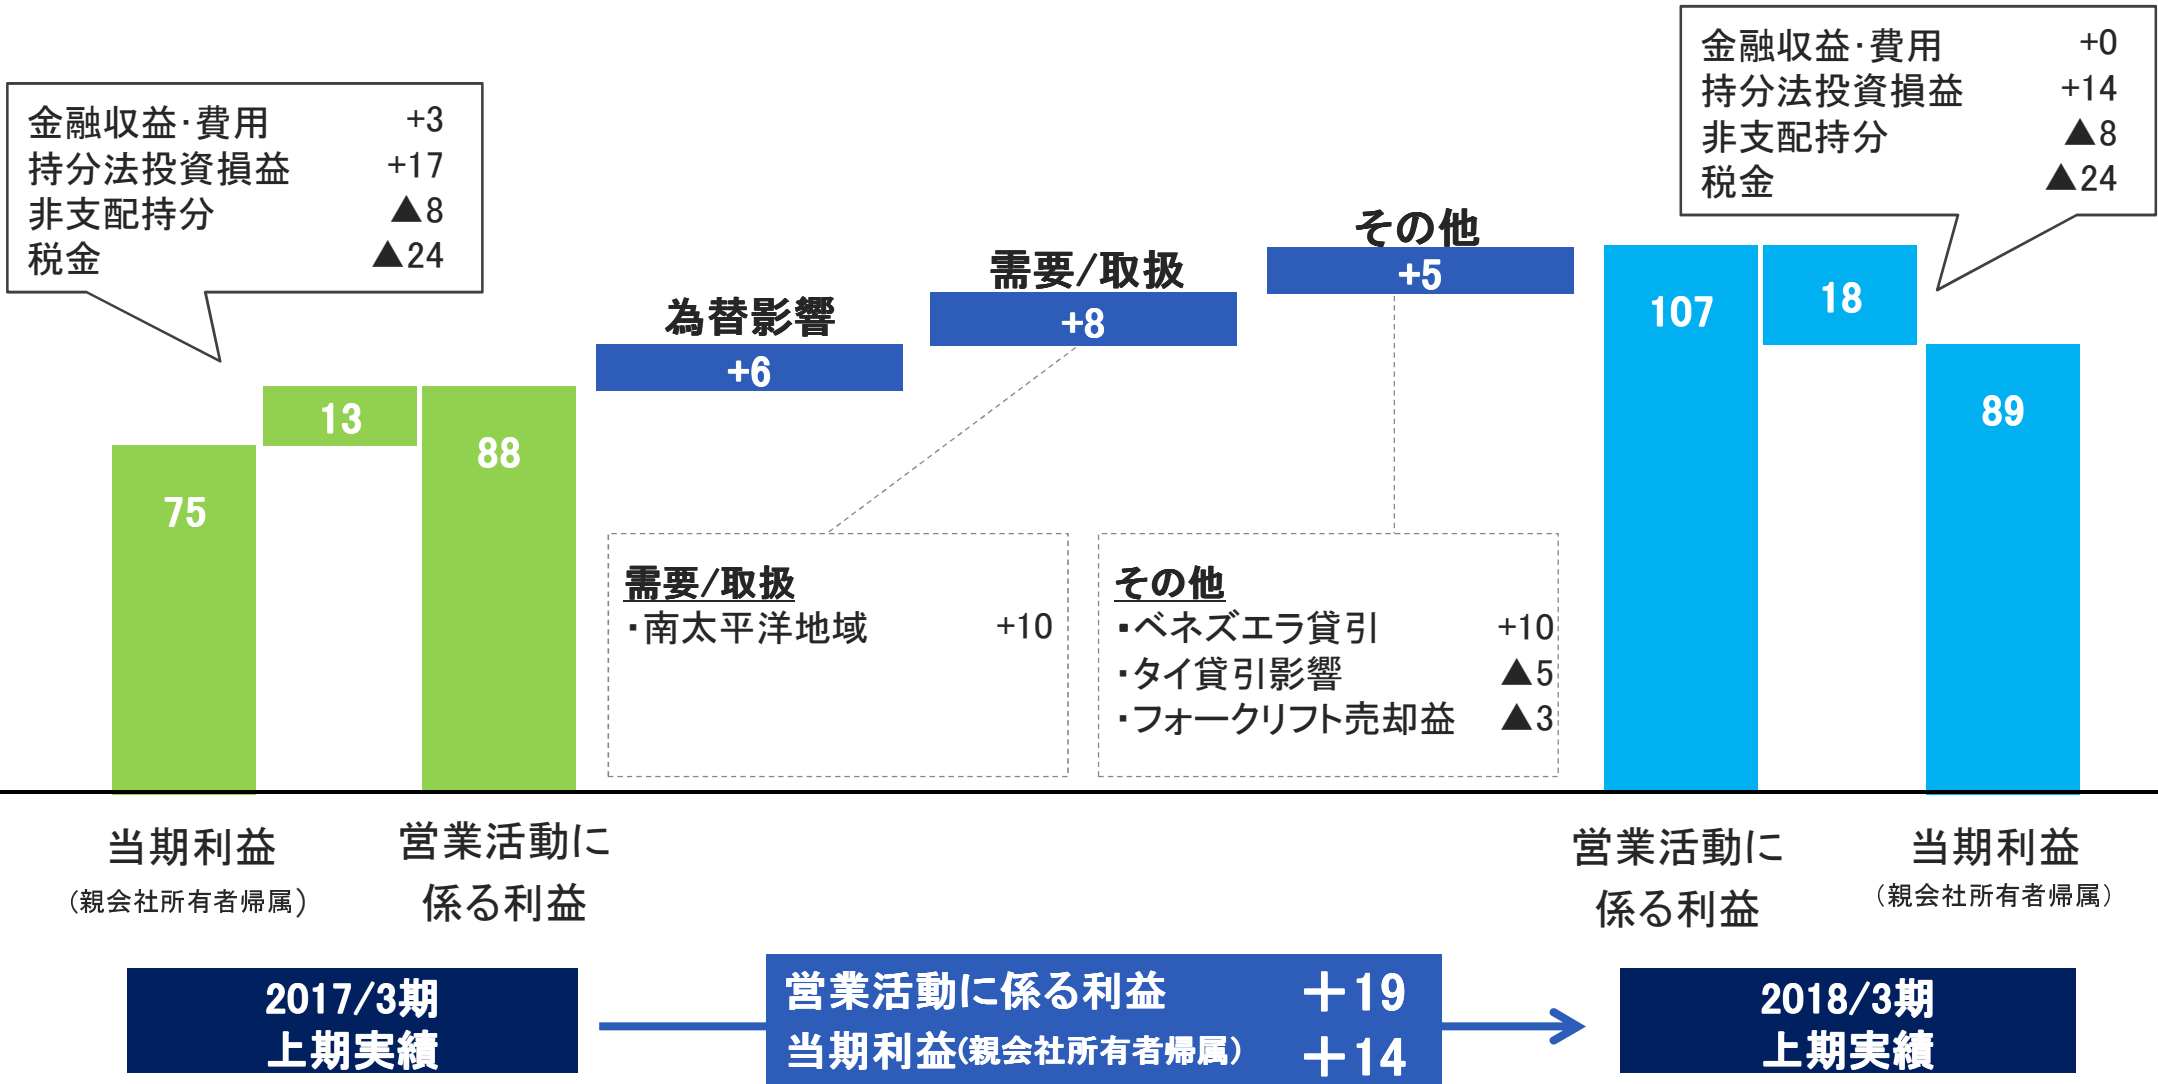 金融収益･費用 +3
持分法投資損益 +17
非支配持分 ▲8
税金 ▲24
金融収益･費用 +0
持分法投資損益 +14
非支配持分 ▲8
税金 ▲24
為替影響
+6
需要/取扱
+8
その他
+5
75
13
88
107
18
89
需要/取扱
･南太平洋地域 +10
その他
･ベネズエラ貸引 +10
･タイ貸引影響 ▲5
･フォークリフト売却益 ▲3
当期利益
(親会社所有者帰属)
営業活動に
係る利益
営業活動に
係る利益
当期利益
(親会社所有者帰属)
2017/3期
上期実績
営業活動に係る利益 +19
当期利益(親会社所有者帰属) +14
2018/3期
上期実績